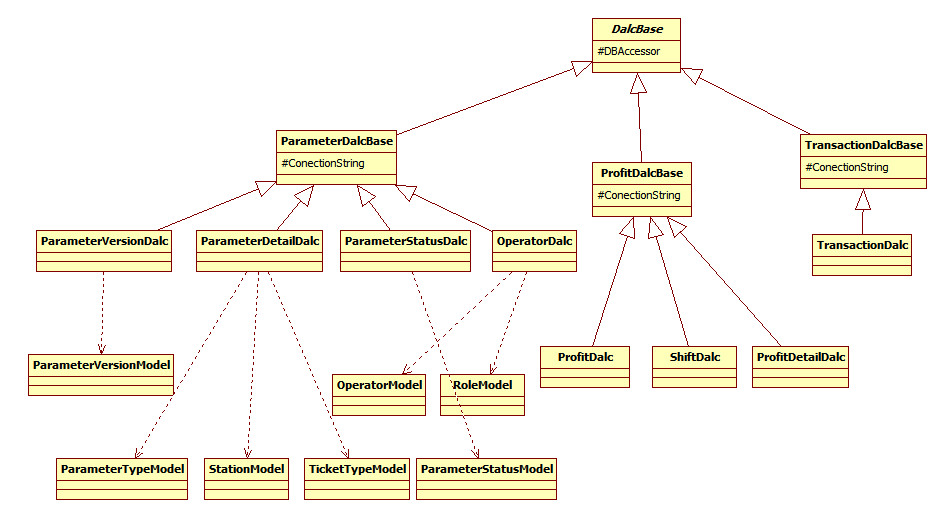 DalcBase
#DBAccessor
ParameterDalcBase
#ConectionString
TransactionDalcBase
#ConectionString
ProfitDalcBase
#ConectionString
ParameterVersionDalc
ParameterDetailDalc
ParameterStatusDalc
OperatorDalc
TransactionDalc
ParameterVersionModel
OperatorModel
RoleModel
ProfitDalc
ShiftDalc
ProfitDetailDalc
ParameterTypeModel
StationModel
TicketTypeModel
ParameterStatusModel